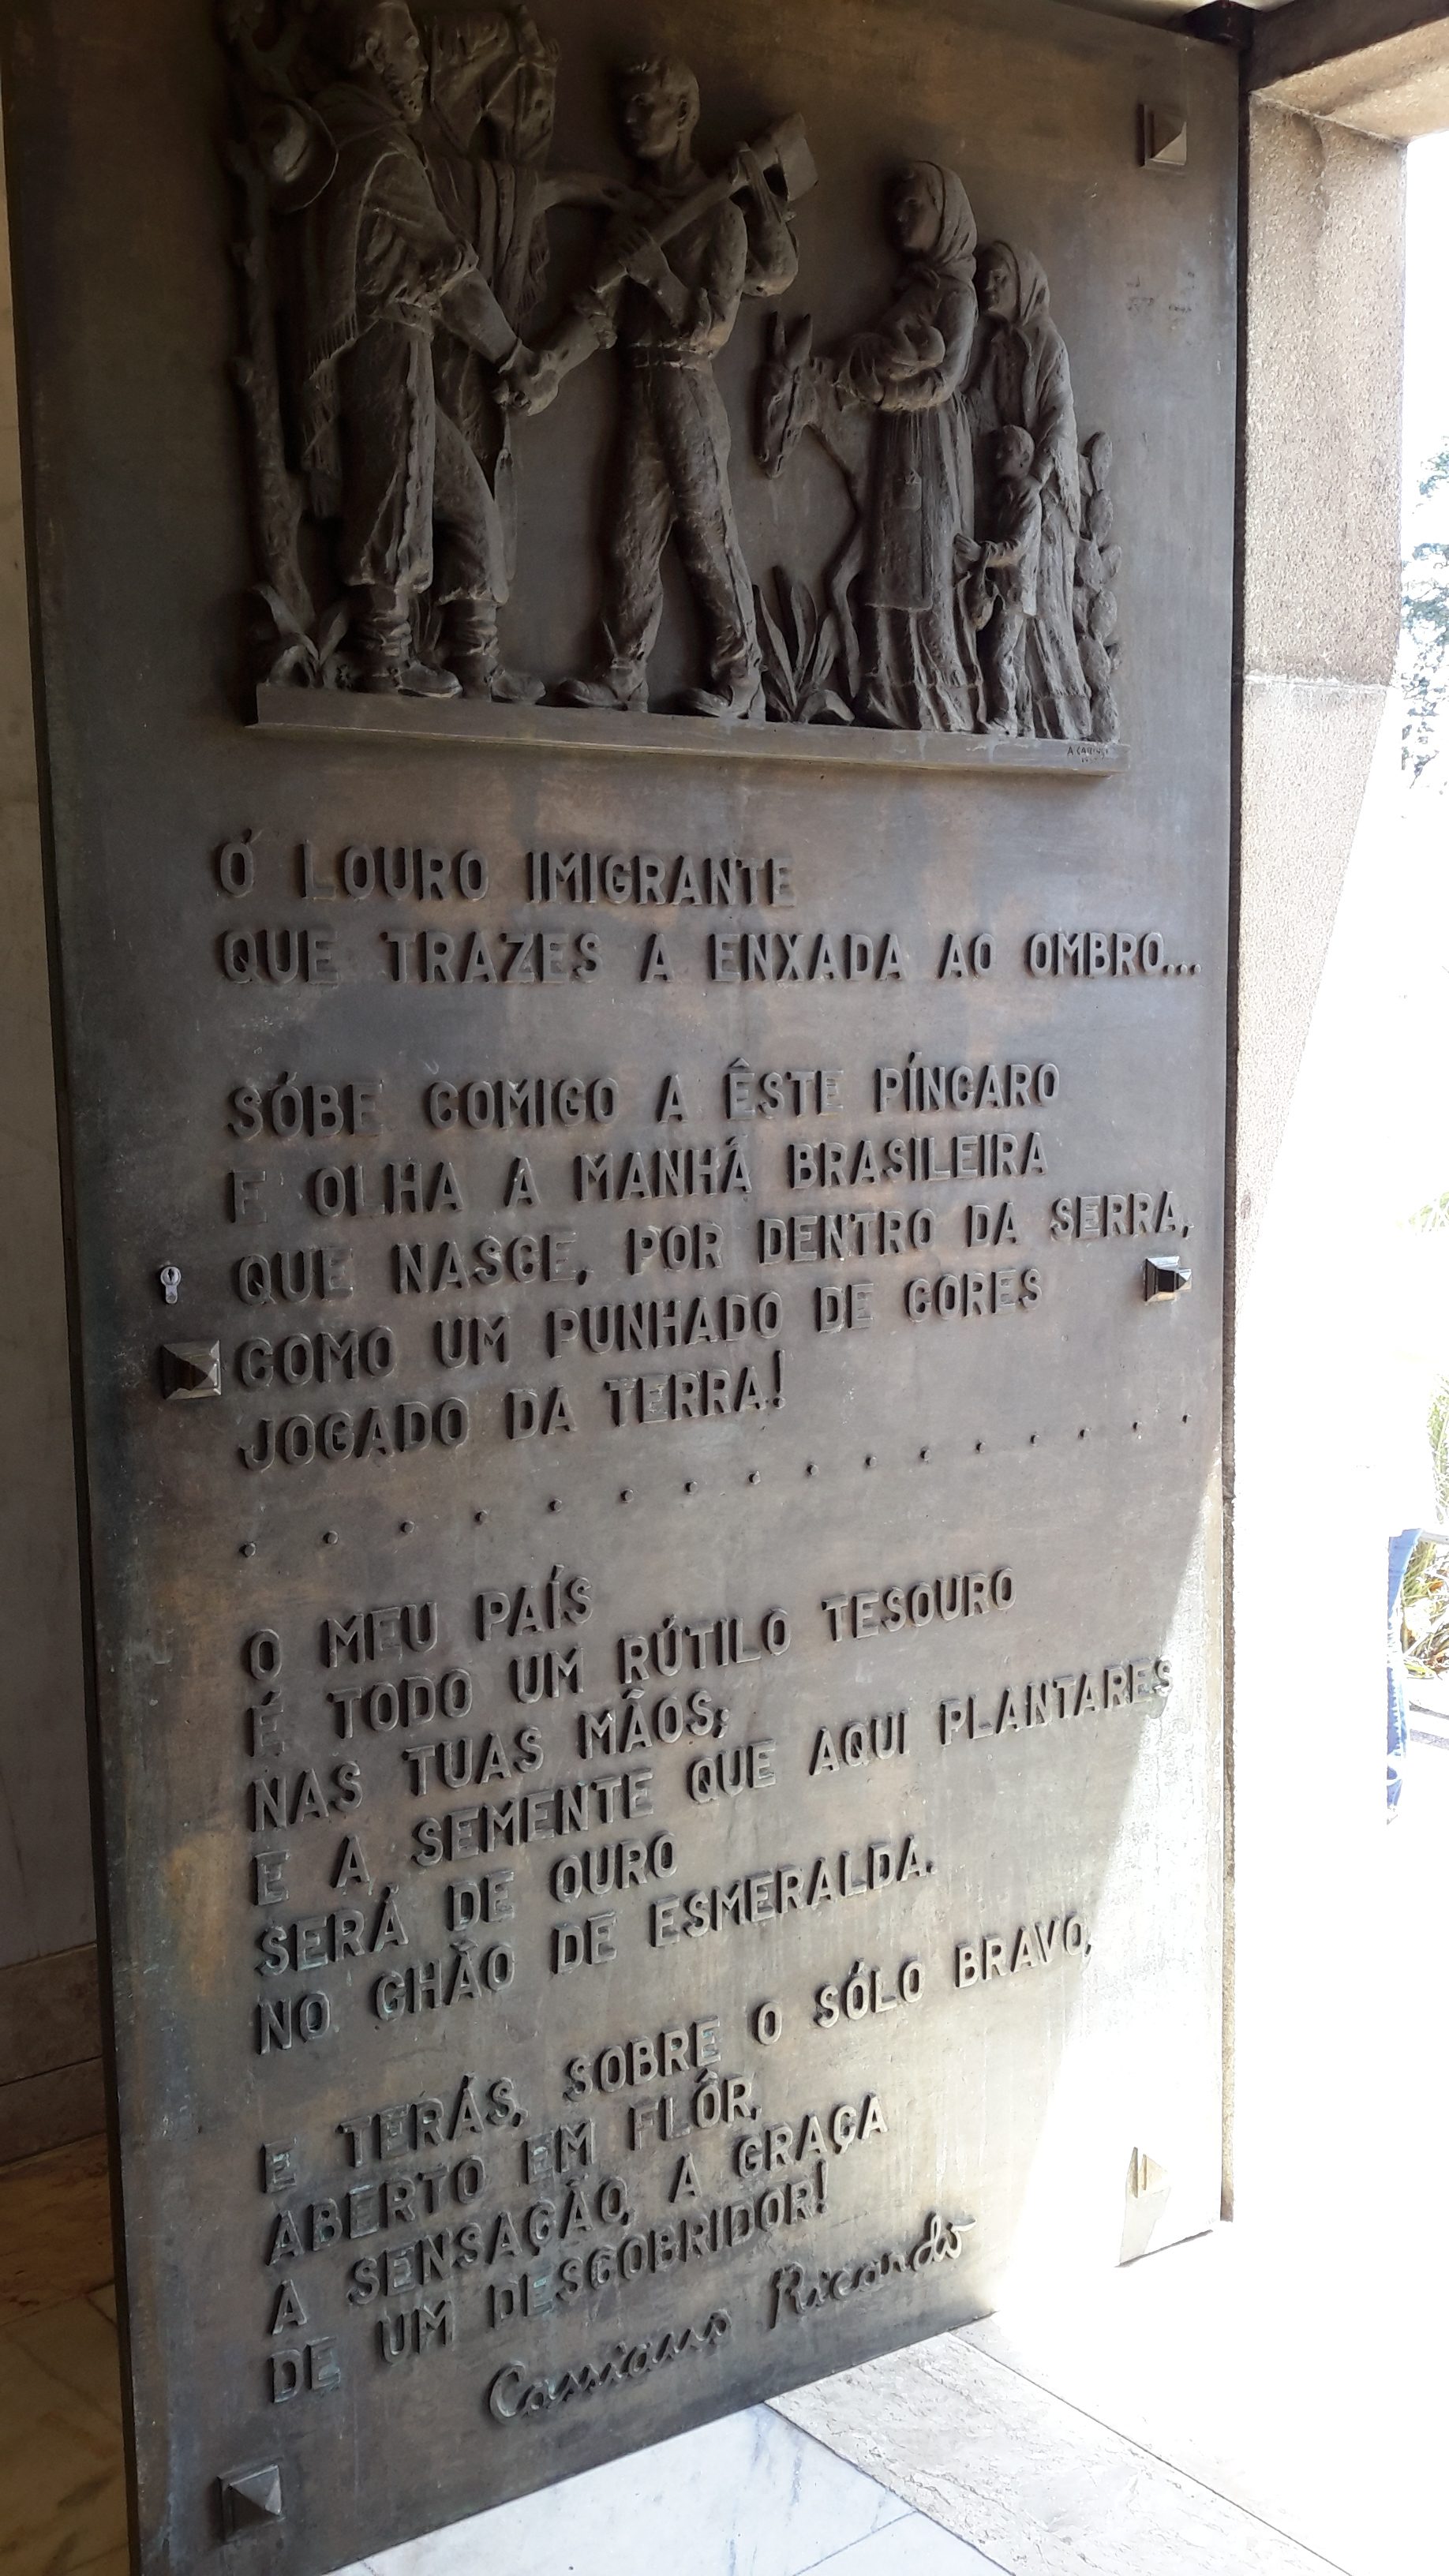 Ó LOURO IMIGRANTE
QUE TRAZES A ENXADA AO OMBRO...
SÓBE COMIGO A ÊSTE PÍNCARO
E OLHA A MANHÃ BRASILEIRA
QUE NASCE, POR DENTRO DA SERRA,
COMO UM PUNHADO DE CORES
JOGADO DA TERRA!
. . . . . . . . . . . . . . .
O MEU PAÍS
É TODO UM RÚTILO TESOURO
NAS TUAS MÃOS;
E A SEMENTE QUE AQUI PLANTARES
SERÁ DE OURO
NO CHÃO DE ESMERALDA.
E TERÁS, SOBRE O SÓLO BRAVO,
ABERTO EM FLÔR,
A SENSAÇÃO, A GRAÇA
DE UM DESCOBRIDOR!
Cassiano Ricardo